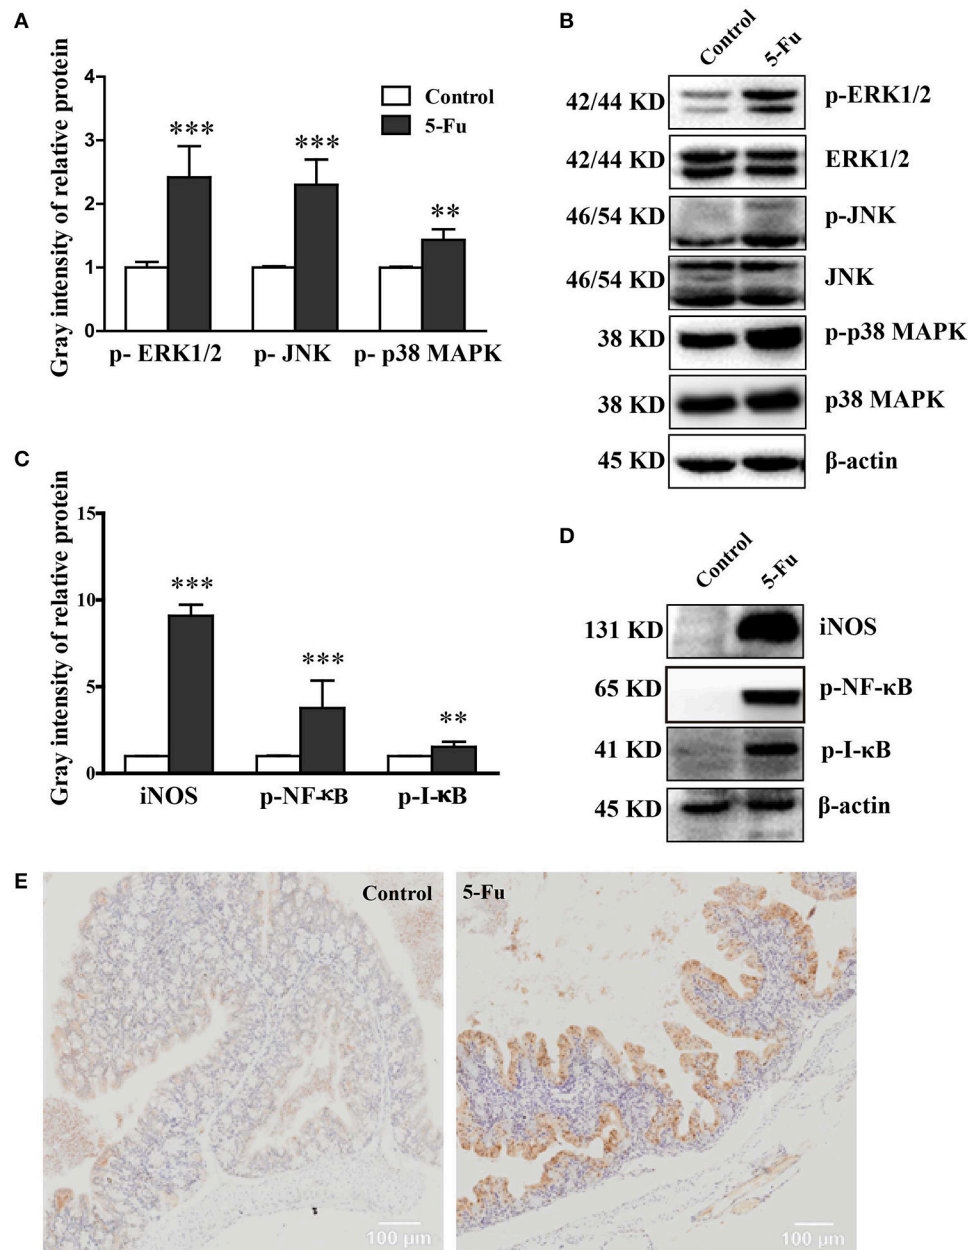 A
Gray intensity of relative protein
4
3
2
1
0
Control
5-Fu
***
***
**
p- ERK1/2
p- JNK
p- p38 MAPK
B
Control
5-Fu
42/44 KD
p-ERK1/2
42/44 KD
ERK1/2
46/54 KD
p-JNK
46/54 KD
JNK
38 KD
p-p38 MAPK
38 KD
p38 MAPK
45 KD
β-actin
C
Gray intensity of relative protein
15
10
5
0
***
***
**
iNOS
p-NF-κB
p-I-κB
D
Control
5-Fu
131 KD
iNOS
65 KD
p-NF-κB
41 KD
p-I-κB
45 KD
β-actin
E
Control
100 μm
5-Fu
100 μm